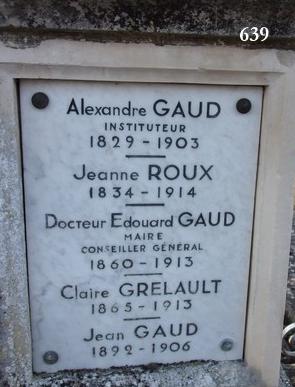 639
Alexandre GAUD
INSTITUTEUR
1829 - 1903
Jeanne ROUX
1834 - 1914
Docteur Edouard GAUD
MAIRE
CONSEILLER GÉNÉRAL
1860 - 1913
Claire GRELAULT
1865 - 1913
Jean GAUD
1892 - 1906